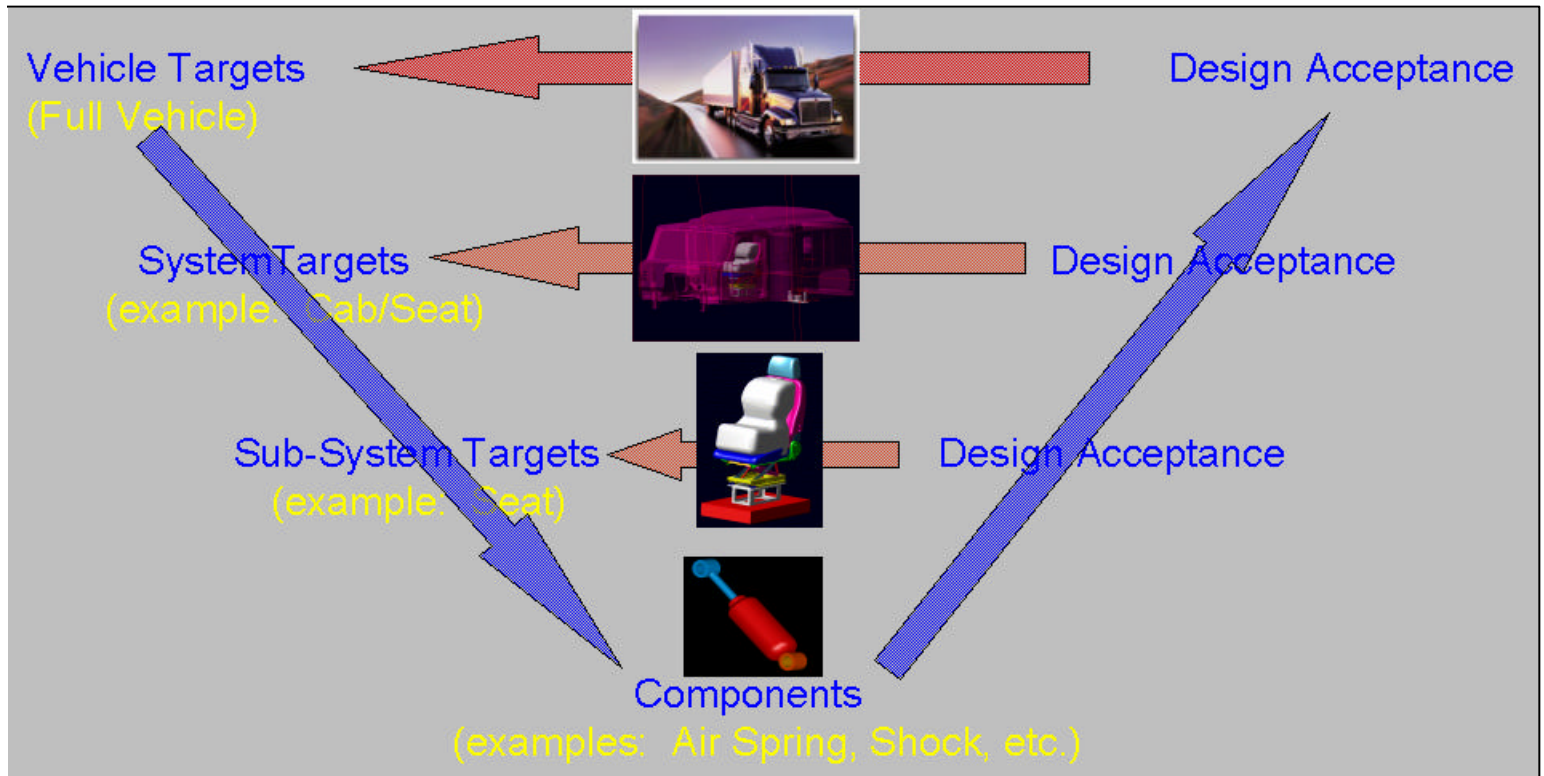 Vehicle Targets
(Full Vehicle)
Design Acceptance
SystemTargets
(example:  Cab/Seat)
Design Acceptance
Sub-System Targets
(example:  Seat)
Design Acceptance
Components
(examples:  Air Spring, Shock, etc.)